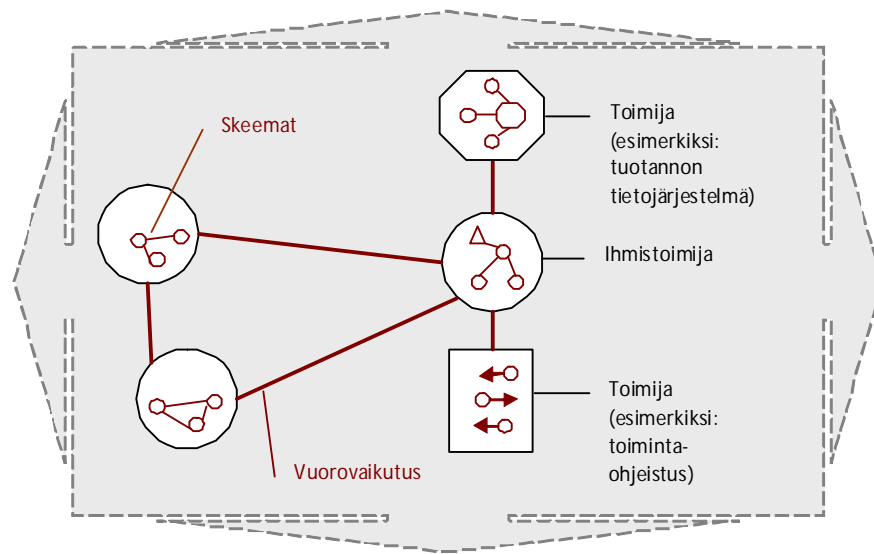 Skeemat
Toimija
(esimerkiksi:
tuotannon
tietojärjestelmä)
Ihmistoimija
Toimija
(esimerkiksi:
toiminta-
ohjeistus)
Vuorovaikutus